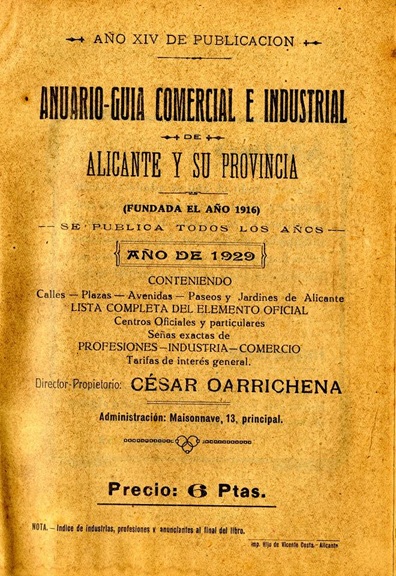 AÑO XIV DE PUBLICACION
ANUARIO-GUIA COMERCIAL E INDUSTRIAL
DE
ALICANTE Y SU PROVINCIA
(FUNDADA EL AÑO 1916)
SE PUBLICA TODOS LOS AÑOS
AÑO DE 1929
CONTENIENDO
Calles — Plazas — Avenidas — Paseos y Jardines de Alicante
LISTA COMPLETA DEL ELEMENTO OFICIAL
Centros Oficiales y particulares
Señas exactas de
PROFESIONES—INDUSTRIA—COMERCIO
Tarifas de interés general.
Director-Propietorio: CÉSAR OARRICHENA
Administración: Maisonnave, 13, principal.
Precio: 6 Ptas.
NOTA. — Indice de industrias, profesiones y anunciantes al final del libro.
Imp. Hijo de Vicente Costa.- Alicante